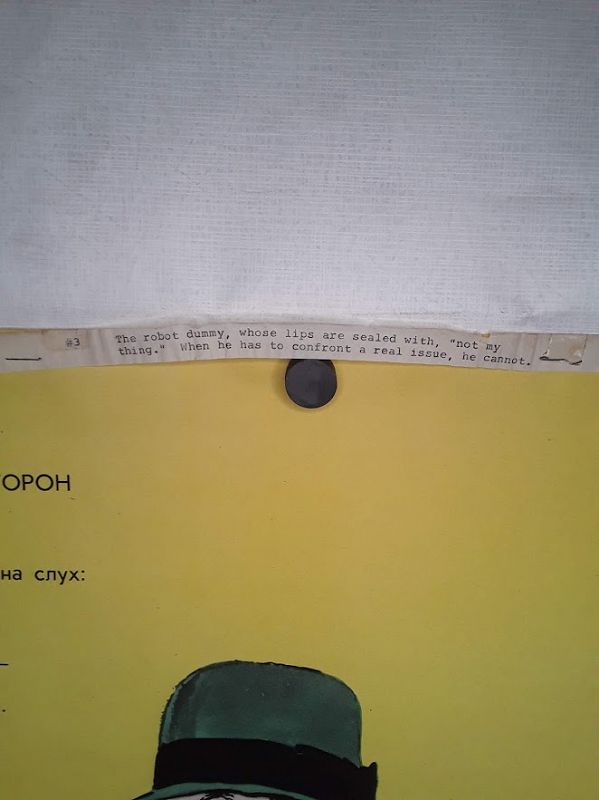 #3 The robot dummy, whose lips are sealed with, "not my
thing." When he has to confront a real issue, he cannot.
ОРОН
на слух: